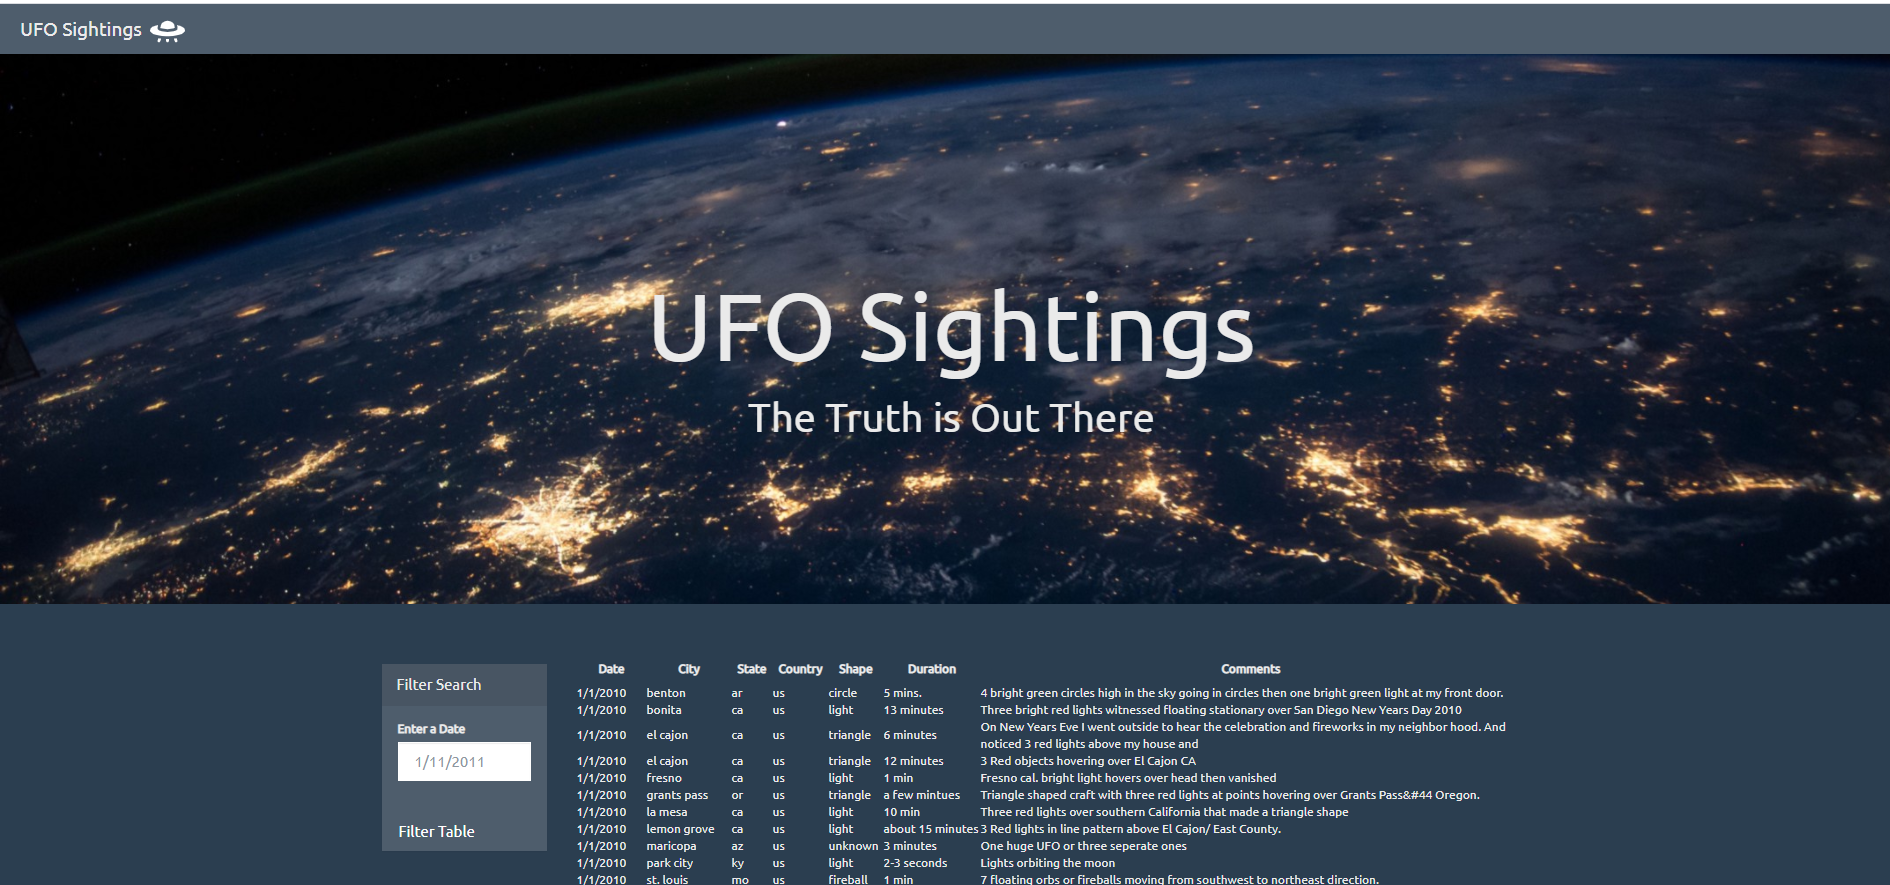 UFO Sightings
UFO Sightings
The Truth is Out There
Filter Search
Enter a Date
1/11/2011
Filter Table
Date City State Country Shape Duration Comments
1/1/2010 benton ar us circle 5 mins. 4 bright green circles high in the sky going in circles then one bright green light at my front door.
1/1/2010 bonita ca us light 13 minutes Three bright red lights witnessed floating stationary over San Diego New Years Day 2010
1/1/2010 el cajon ca us triangle 6 minutes On New Years Eve I went outside to hear the celebration and fireworks in my neighbor hood. And
noticed 3 red lights above my house and
1/1/2010 el cajon ca us triangle 12 minutes 3 Red objects hovering over El Cajon CA
1/1/2010 fresno ca us light 1 min Fresno cal. bright light hovers over head then vanished
1/1/2010 grants pass or us triangle a few mintues Triangle shaped craft with three red lights at points hovering over Grants Pass&#44 Oregon.
1/1/2010 la mesa ca us light 10 min Three red lights over southern California that made a triangle shape
1/1/2010 lemon grove ca us light about 15 minutes 3 Red lights in line pattern above El Cajon/ East County.
1/1/2010 maricopa az us unknown 3 minutes One huge UFO or three seperate ones
1/1/2010 park city ky us light 2-3 seconds Lights orbiting the moon
1/1/2010 st. louis mo us fireball 1 min 7 floating orbs or fireballs moving from southwest to northeast direction.